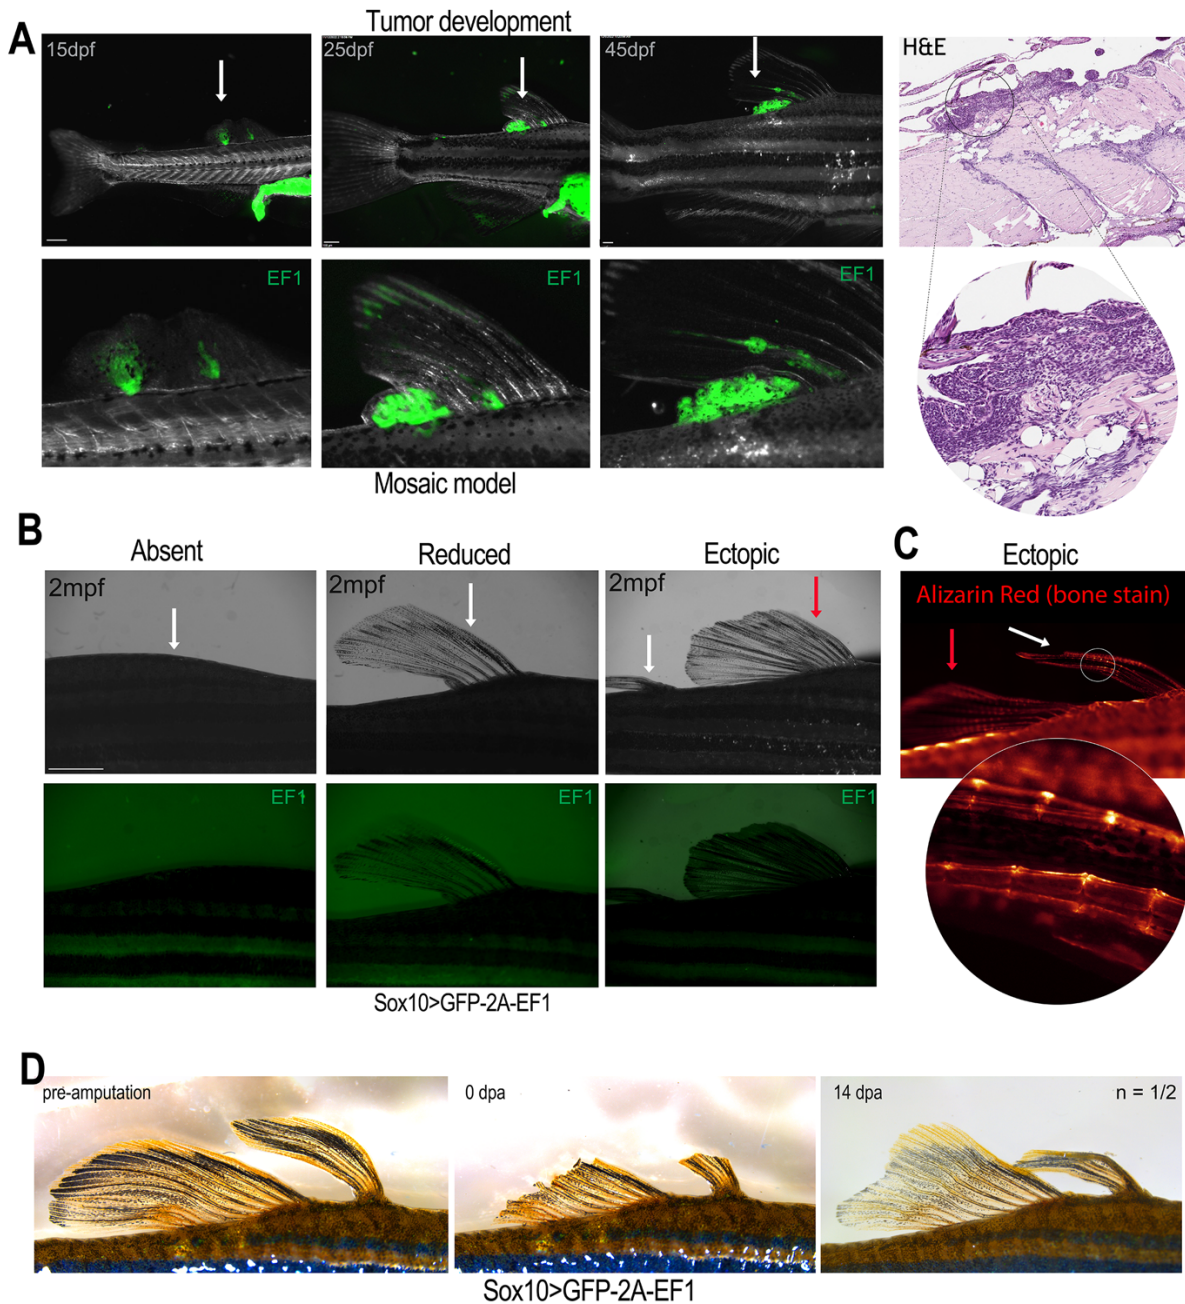 A
Tumor development
15dpf
25dpf
45dpf
H&E
EF1
EF1
Mosaic model
B
Absent
Reduced
Ectopic
2mpf
2mpf
2mpf
EF1
EF1
EF1
Sox10>GFP-2A-EF1
C
Ectopic
Alizarin Red (bone stain)
D
pre-amputation
0 dpa
14 dpa
n = 1/2
Sox10>GFP-2A-EF1